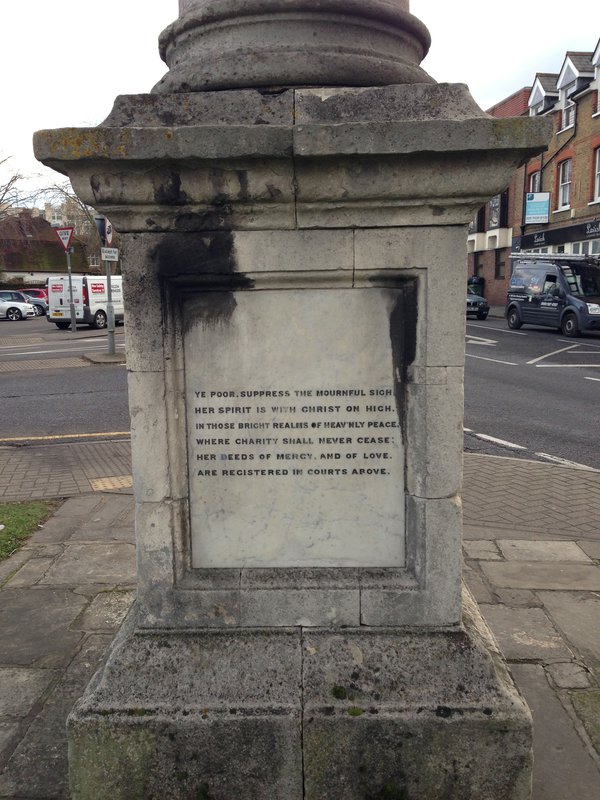 YE POOR, SUPPRESS THE MOURNFUL SIGH
HER SPIRIT IS WITH CHRIST ON HIGH,
IN THOSE BRIGHT REALMS OF HEAV'NLY PEACE,
WHERE CHARITY SHALL NEVER CEASE;
HER DEEDS OF MERCY, AND OF LOVE,
ARE REGISTERED IN COURTS ABOVE.